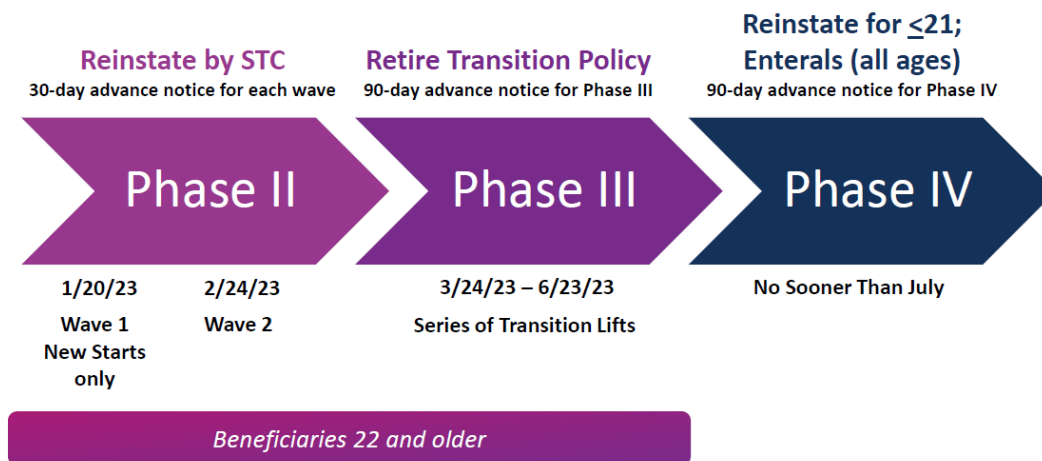 Reinstate by STC
30-day advance notice for each wave
Phase II
1/20/23
Wave 1
New Starts
only
2/24/23
Wave 2
Retire Transition Policy
90-day advance notice for Phase III
Phase III
3/24/23 – 6/23/23
Series of Transition Lifts
Reinstate for <21;
Enterals (all ages)
90-day advance notice for Phase IV
Phase IV
No Sooner Than July
Beneficiaries 22 and older